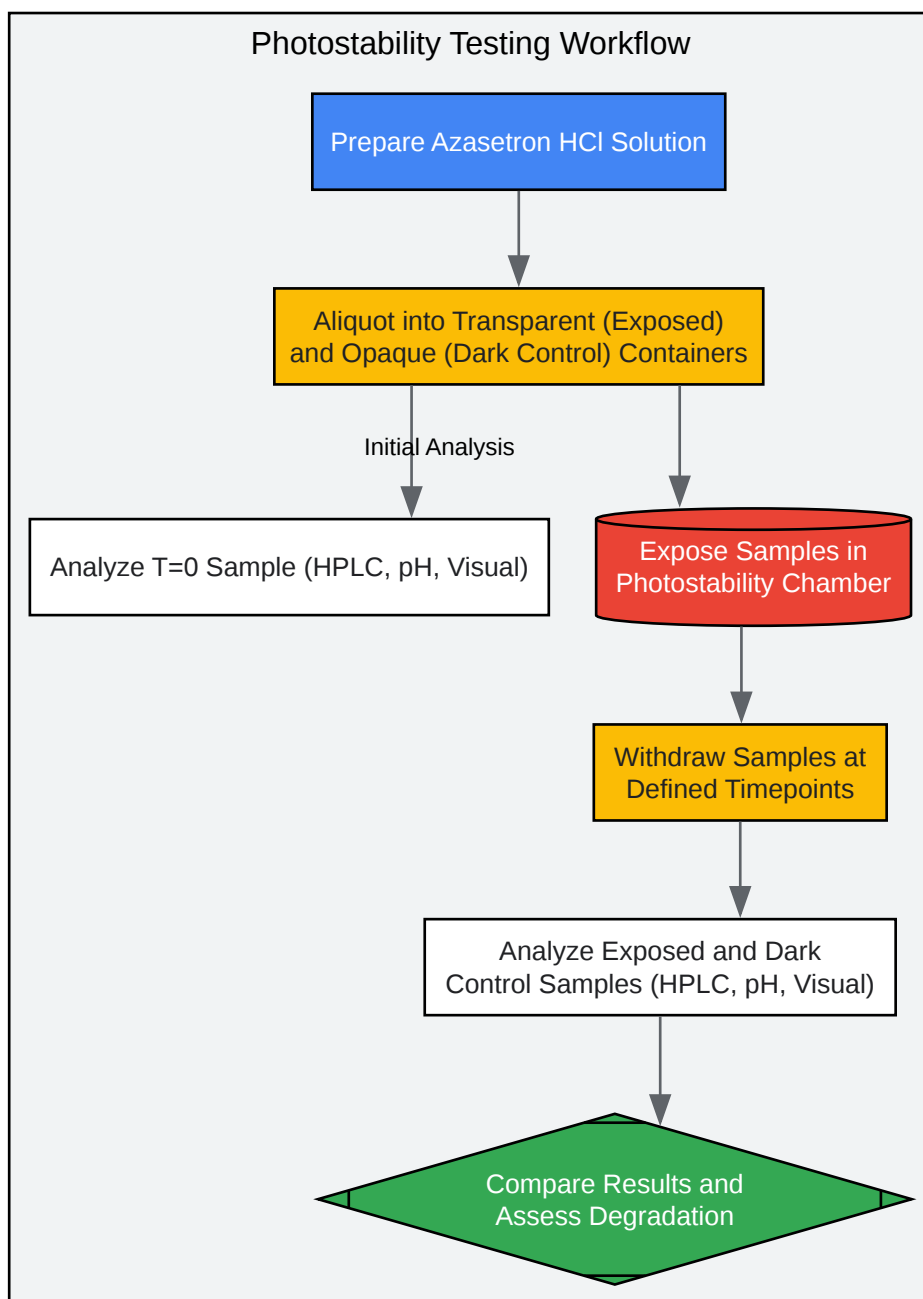 Photostability Testing Workflow
Prepare Azasetron HCl Solution
Aliquot into Transparent (Exposed)
and Opaque (Dark Control) Containers
Initial Analysis
Analyze T=0 Sample (HPLC, pH, Visual)
Expose Samples in
Photostability Chamber
Withdraw Samples at
Defined Timepoints
Analyze Exposed and Dark
Control Samples (HPLC, pH, Visual)
Compare Results and
Assess Degradation